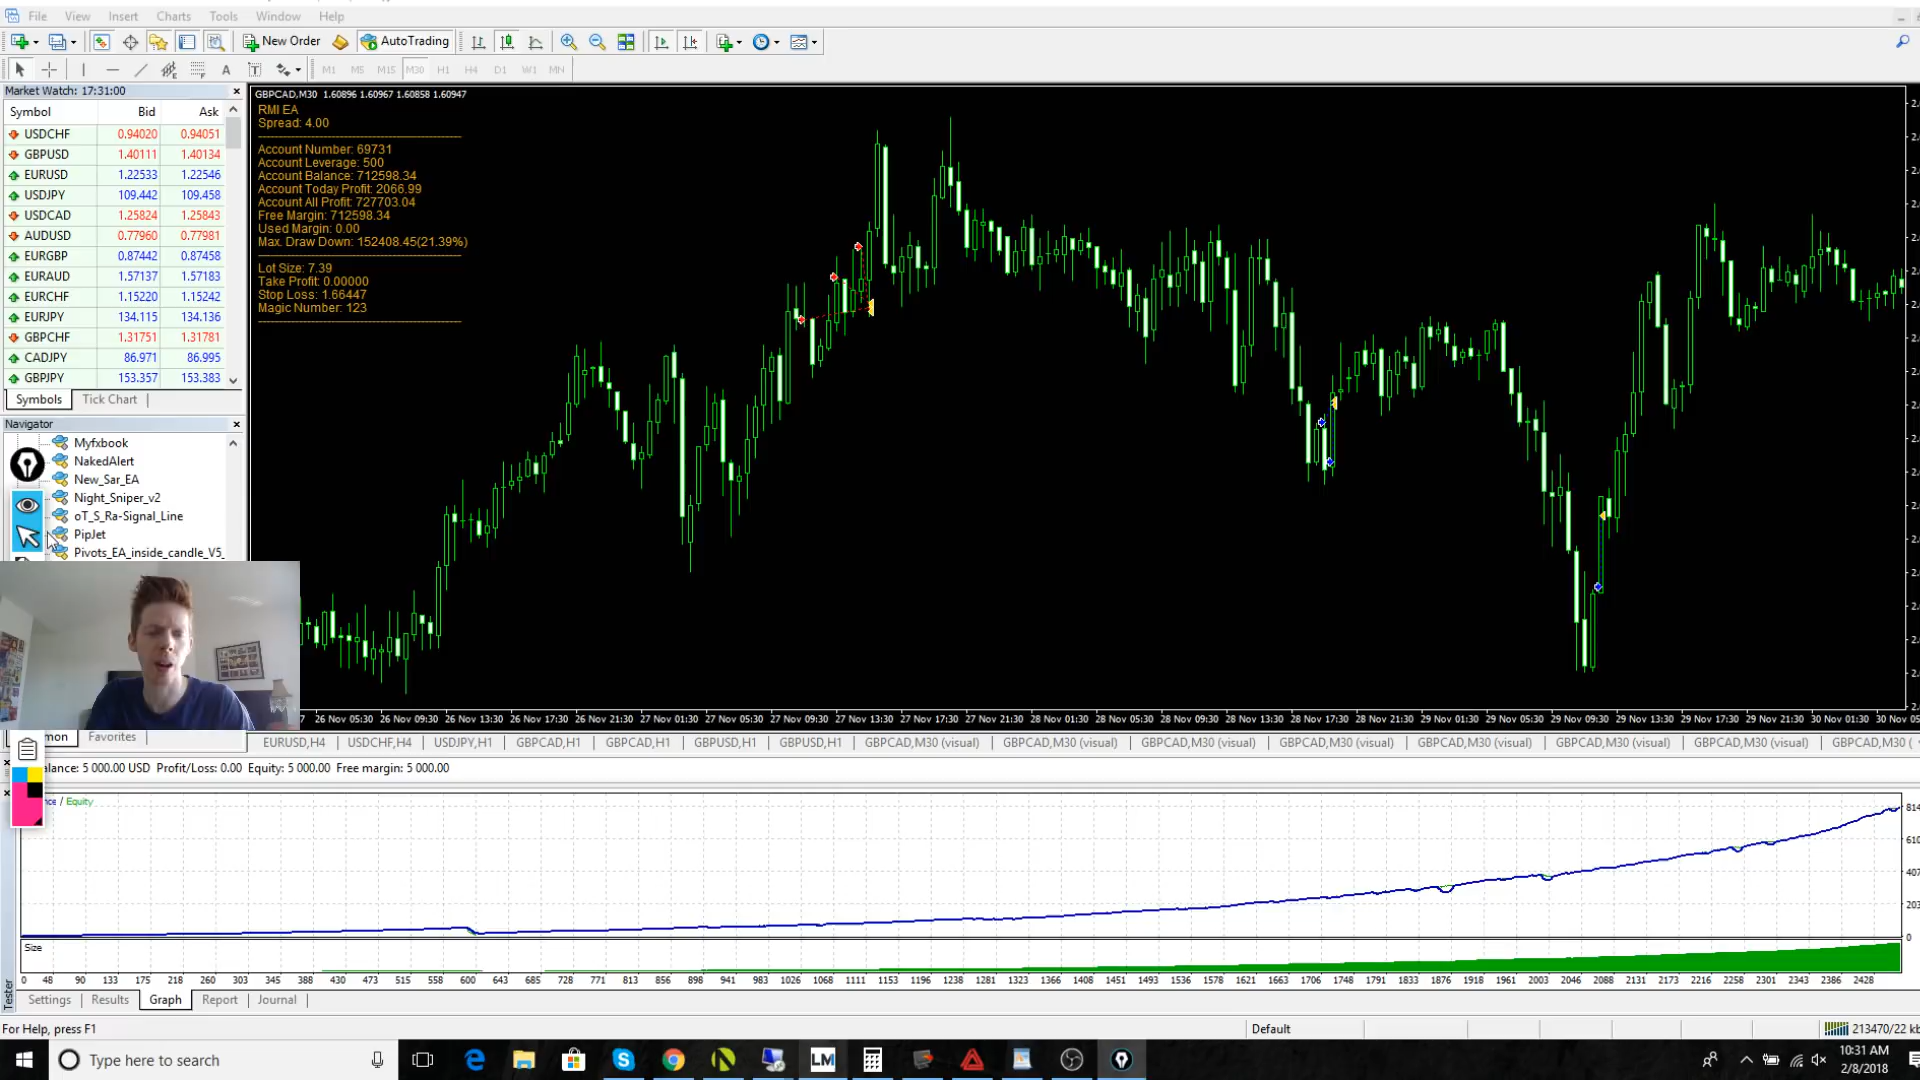 File View Insert Charts Tools Window Help
New Order AutoTrading
A T M1 M5 M15 M30 H1 H4 D1 W1 MN
Market Watch: 17:31:00
Symbol Bid Ask
USDCHF 0.94020 0.94051
GBPUSD 1.40111 1.40134
EURUSD 1.22533 1.22546
USDJPY 109.442 109.458
USDCAD 1.25824 1.25843
AUDUSD 0.77960 0.77981
EURGBP 0.87442 0.87458
EURAUD 1.57137 1.57183
EURCHF 1.15220 1.15242
EURJPY 134.115 134.136
GBPCHF 1.31751 1.31781
CADJPY 86.971 86.995
GBPJPY 153.357 153.383
Symbols Tick Chart
Navigator
Myfxbook
NakedAlert
New_Sar_EA
Night_Sniper_v2
oT_S_Ra-Signal_Line
PipJet
Pivots_EA_inside_candle_V5_
mon Favorites
GBPCAD,M30 1.60896 1.60967 1.60858 1.60947
RMI EA
Spread: 4.00
Account Number: 69731
Account Leverage: 500
Account Balance: 712598.34
Account Today Profit: 2066.99
Account All Profit: 727703.04
Free Margin: 712598.34
Used Margin: 0.00
Max. Draw Down: 152408.45(21.39%)
Lot Size: 7.39
Take Profit: 0.00000
Stop Loss: 1.66447
Magic Number: 123
26 Nov 05:30 26 Nov 09:30 26 Nov 13:30 26 Nov 17:30 26 Nov 21:30 27 Nov 01:30 27 Nov 05:30 27 Nov 09:30 27 Nov 13:30 27 Nov 17:30 27 Nov 21:30 28 Nov 01:30 28 Nov 05:30 28 Nov 09:30 28 Nov 13:30 28 Nov 17:30 28 Nov 21:30 29 Nov 01:30 29 Nov 05:30 29 Nov 09:30 29 Nov 13:30 29 Nov 17:30 29 Nov 21:30 30 Nov 01:30 30 Nov 05
EURUSD,H4 USDCHF,H4 USDJPY,H1 GBPCAD,H1 GBPCAD,H1 GBPUSD,H1 GBPUSD,H1 GBPCAD,M30 (visual) GBPCAD,M30 (visual) GBPCAD,M30 (visual) GBPCAD,M30 (visual) GBPCAD,M30 (visual) GBPCAD,M30 (visual) GBPCAD,M30 (visual) GBPCAD,M30 (
alance: 5 000.00 USD Profit/Loss: 0.00 Equity: 5 000.00 Free margin: 5 000.00
nce / Equity
814
610
407
203
0
Size
0 48 90 133 175 218 260 303 345 388 430 473 515 558 600 643 685 728 771 813 856 898 941 983 1026 1068 1111 1153 1196 1238 1281 1323 1366 1408 1451 1493 1536 1578 1621 1663 1706 1748 1791 1833 1876 1918 1961 2003 2046 2088 2131 2173 2216 2258 2301 2343 2386 2428
Tester
Settings Results Graph Report Journal
For Help, press F1 Default 213470/22 kb
Type here to search LM 10:31 AM
2/8/2018